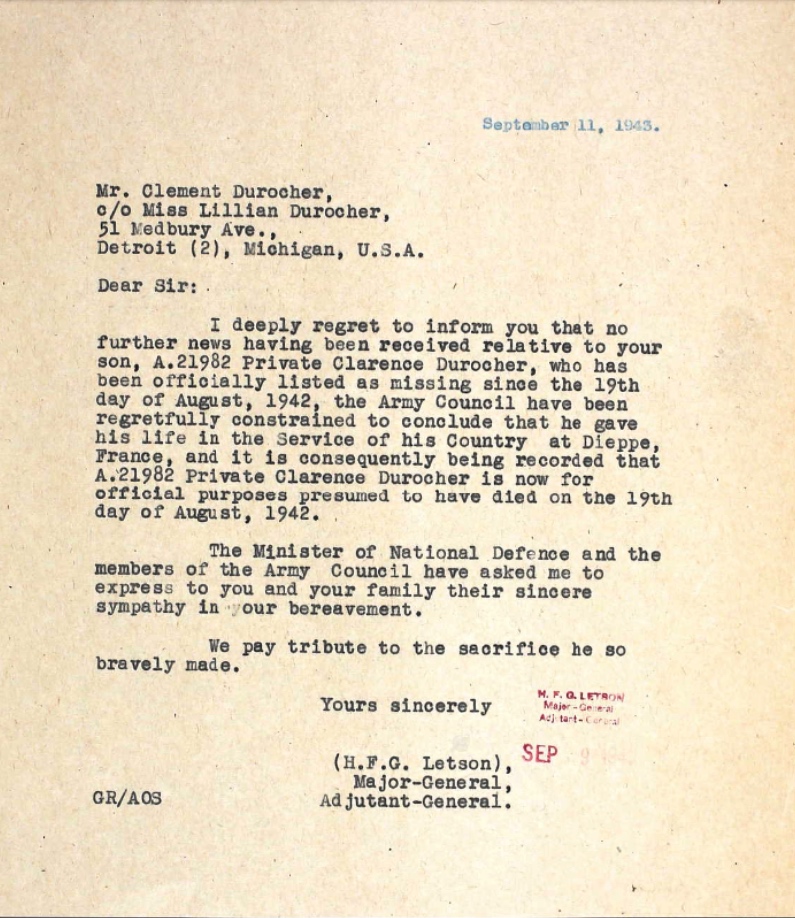 September 11, 1943.
Mr. Clement Durocher,
c/o Miss Lillian Durocher,
51 Medbury Ave.,
Detroit (2), Michigan, U.S.A.
Dear Sir:
I deeply regret to inform you that no
further news having been received relative to your
son, A.21982 Private Clarence Durocher, who has
been officially listed as missing since the 19th
day of August, 1942, the Army Council have been
regretfully constrained to conclude that he gave
his life in the Service of his Country at Dieppe,
France, and it is consequently being recorded that
A.21982 Private Clarence Durocher is now for
official purposes presumed to have died on the 19th
day of August, 1942.
The Minister of National Defence and the
members of the Army Council have asked me to
express to you and your family their sincere
sympathy in your bereavement.
We pay tribute to the sacrifice he so
bravely made.
Yours sincerely
H. F. G. LETSON
Major-General
Adjutant-General
SEP 9
(H.F.G. Letson),
Major-General,
Adjutant-General.
GR/AOS